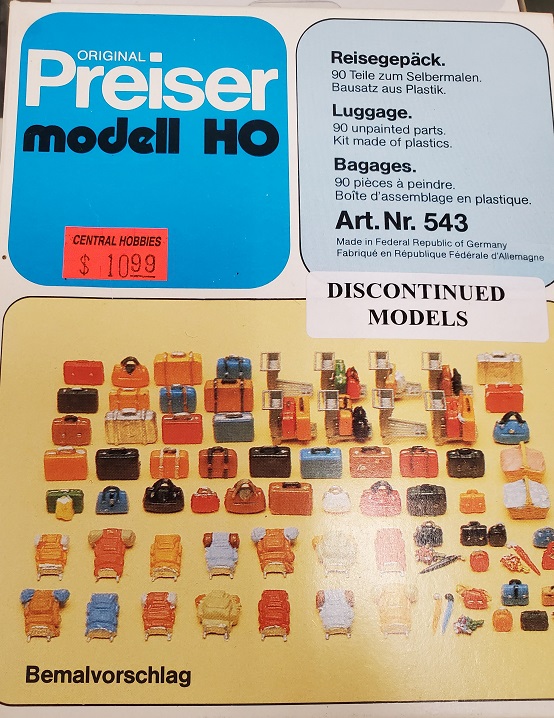 ORIGINAL
Preiser
modell HO
CENTRAL HOBBIES
$ 10.99
Reisegepäck.
90 Teile zum Selbermalen.
Bausatz aus Plastik.
Luggage.
90 unpainted parts.
Kit made of plastics.
Bagages.
90 pièces à peindre.
Boîte d'assemblage en plastique.
Art.Nr. 543
Made in Federal Republic of Germany
Fabriqué en République Fédérale d'Allemagne
DISCONTINUED
MODELS
Bemalvorschlag